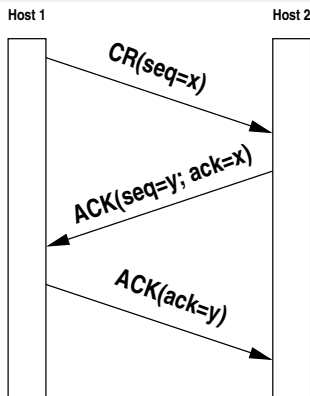 Host 1
Host 2
CR(seq=x)
ACK(seq=y; ack=x)
ACK(ack=y)